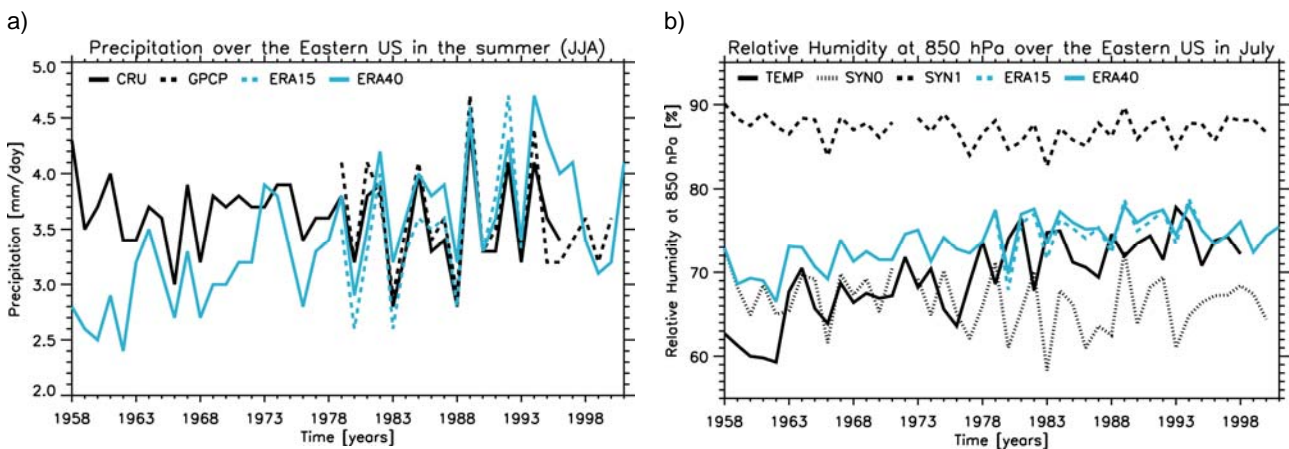 a)
Precipitation over the Eastern US in the summer (JJA)
5.0
CRU GPCP ERA15 ERA40
4.5
4.0
3.5
3.0
2.5
2.0
Precipitation [mm/day]
1958 1963 1968 1973 1978 1983 1988 1993 1998
Time [years]
b)
Relative Humidity at 850 hPa over the Eastern US in July
TEMP SYN0 SYN1 ERA15 ERA40
90
80
70
60
Relative Humidity at 850 hPa [%]
1958 1963 1968 1973 1978 1983 1988 1993 1998
Time [years]